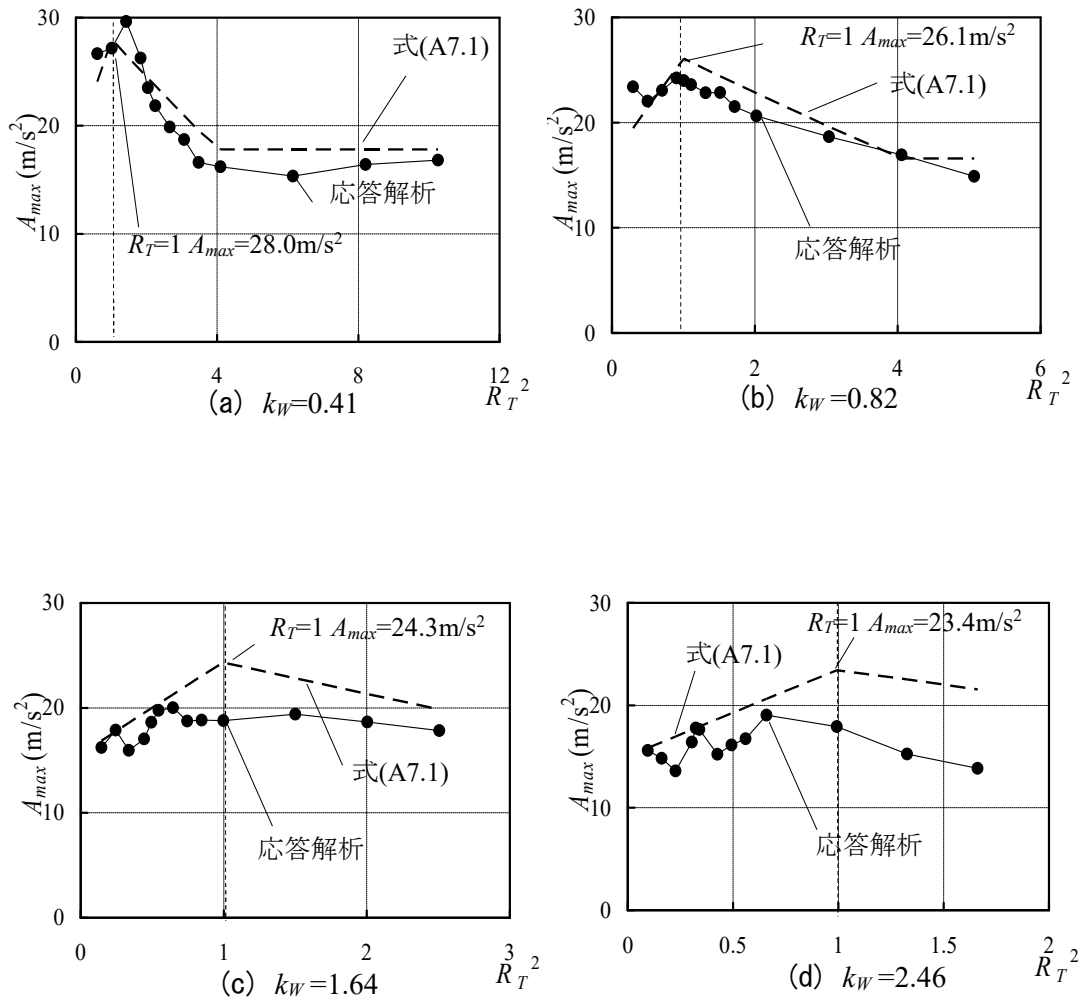 30
20
10
0
A_max (m/s²)
式(A7.1)
応答解析
R_T=1 A_max=28.0m/s²
0 4 8 12
R_T²
(a) k_W=0.41
30
20
10
0
A_max (m/s²)
R_T=1 A_max=26.1m/s²
式(A7.1)
応答解析
0 2 4 6
R_T²
(b) k_W=0.82
30
20
10
0
A_max (m/s²)
R_T=1 A_max=24.3m/s²
式(A7.1)
応答解析
0 1 2 3
R_T²
(c) k_W=1.64
30
20
10
0
A_max (m/s²)
R_T=1 A_max=23.4m/s²
式(A7.1)
応答解析
0 0.5 1 1.5 2
R_T²
(d) k_W=2.46